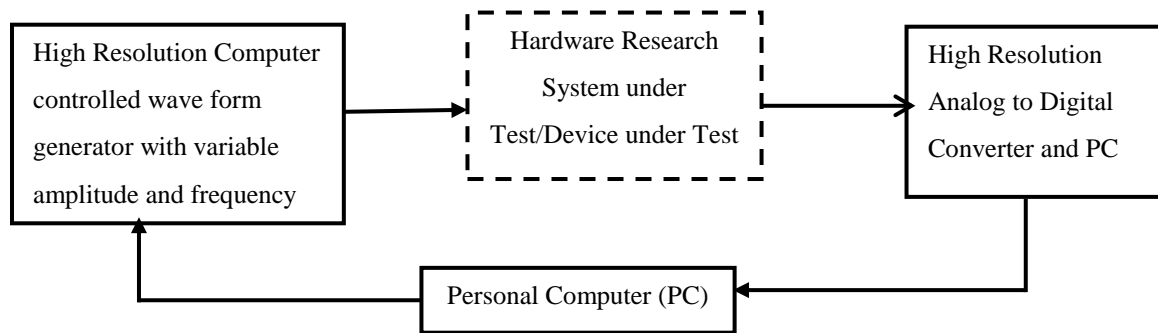 High Resolution Computer
controlled wave form
generator with variable
amplitude and frequency
Hardware Research
System under
Test/Device under Test
High Resolution
Analog to Digital
Converter and PC
Personal Computer (PC)